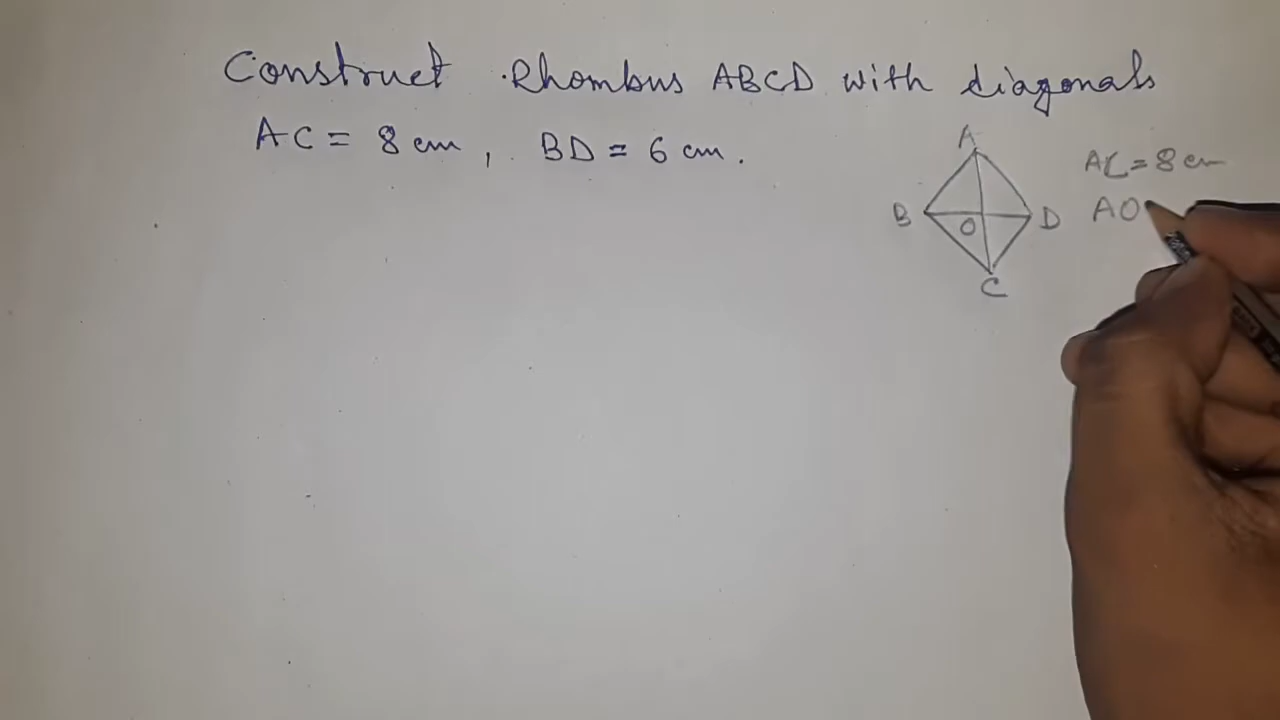 Construct Rhombus ABCD with diagonals
AC = 8 cm, BD = 6 cm.
A
B
D
O
C
AC = 8 cm
AO